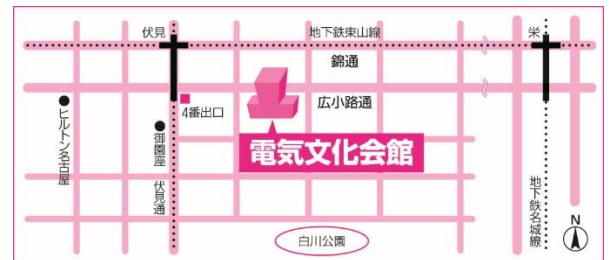 伏見
地下鉄東山線
栄
錦通
4番出口
広小路通
ヒルトン名古屋
御園座
電気文化会館
伏見通
地下鉄名城線
白川公園
N